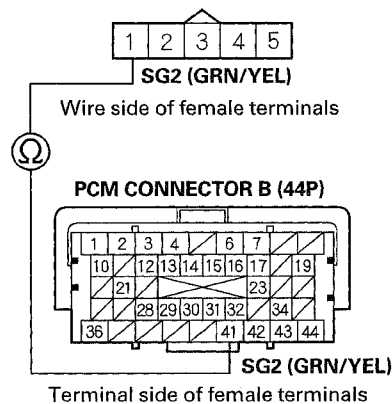 1 2 3 4 5
SG2 (GRN/YEL)
Wire side of female terminals
Ω
PCM CONNECTOR B (44P)
1 2 3 4 6 7
10 12 13 14 15 16 17 19
21 23
28 29 30 31 32 34
36 41 42 43 44
SG2 (GRN/YEL)
Terminal side of female terminals